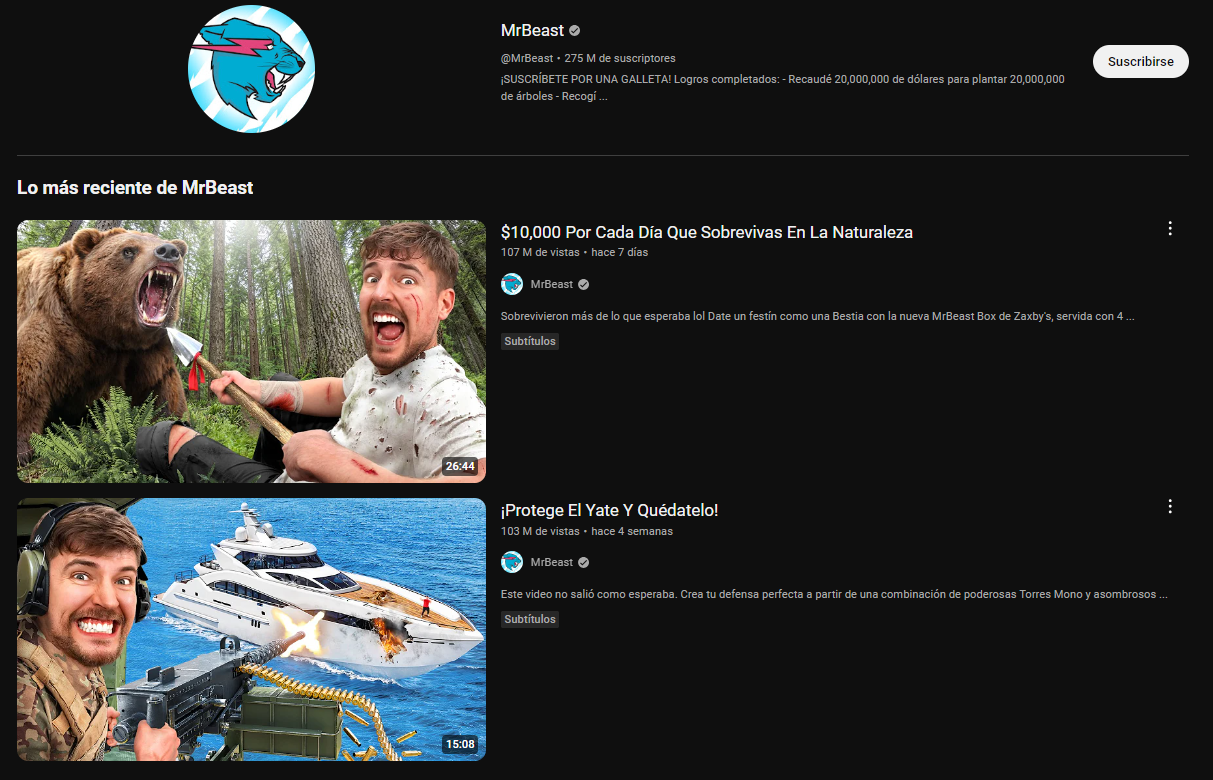 MrBeast
@MrBeast • 275 M de suscriptores
¡SUSCRÍBETE POR UNA GALLETA! Logros completados: - Recaudé 20,000,000 de dólares para plantar 20,000,000
de árboles - Recogí ...
Suscribirse
Lo más reciente de MrBeast
$10,000 Por Cada Día Que Sobrevivas En La Naturaleza
107 M de vistas • hace 7 días
MrBeast
Sobrevivieron más de lo que esperaba lol Date un festín como una Bestia con la nueva MrBeast Box de Zaxby's, servida con 4 ...
Subtítulos
26:44
¡Protege El Yate Y Quédatelo!
103 M de vistas • hace 4 semanas
MrBeast
Este video no salió como esperaba. Crea tu defensa perfecta a partir de una combinación de poderosas Torres Mono y asombrosos ...
Subtítulos
15:08